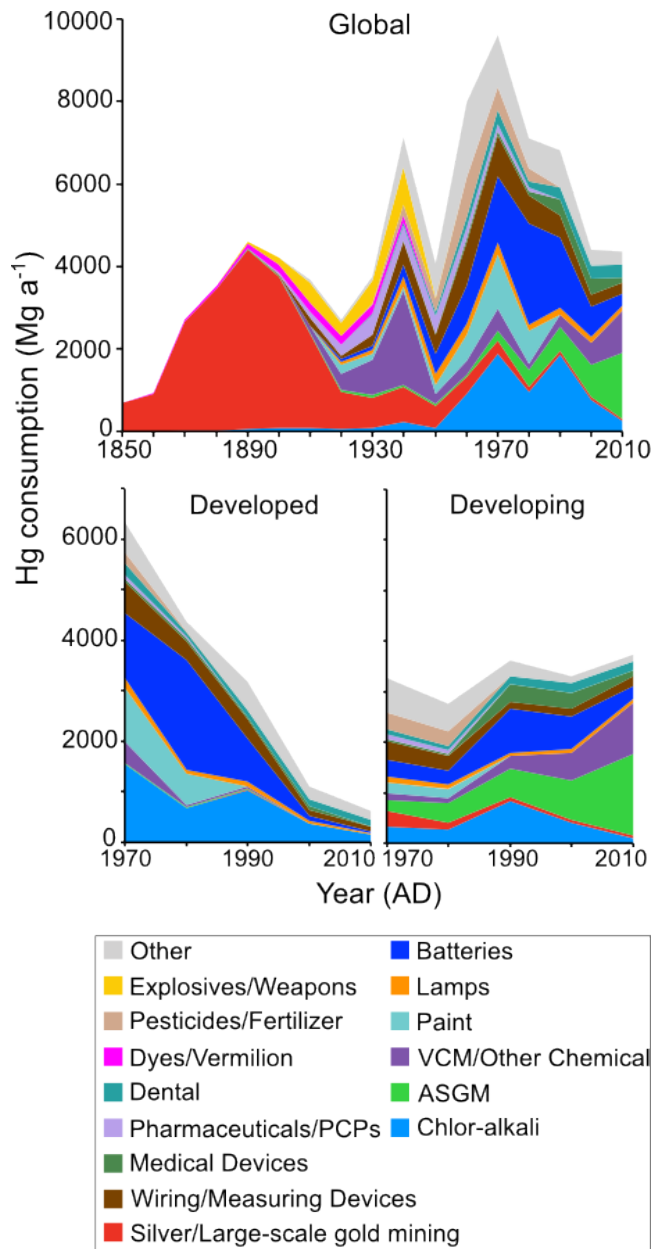 Global
10000
8000
6000
4000
2000
0
1850
1890
1930
1970
2010
Hg consumption (Mg a⁻¹)
Developed
Developing
6000
4000
2000
0
1970
1990
2010
1970
1990
2010
Year (AD)
Other
Explosives/Weapons
Pesticides/Fertilizer
Dyes/Vermilion
Dental
Pharmaceuticals/PCPs
Medical Devices
Wiring/Measuring Devices
Silver/Large-scale gold mining
Batteries
Lamps
Paint
VCM/Other Chemical
ASGM
Chlor-alkali